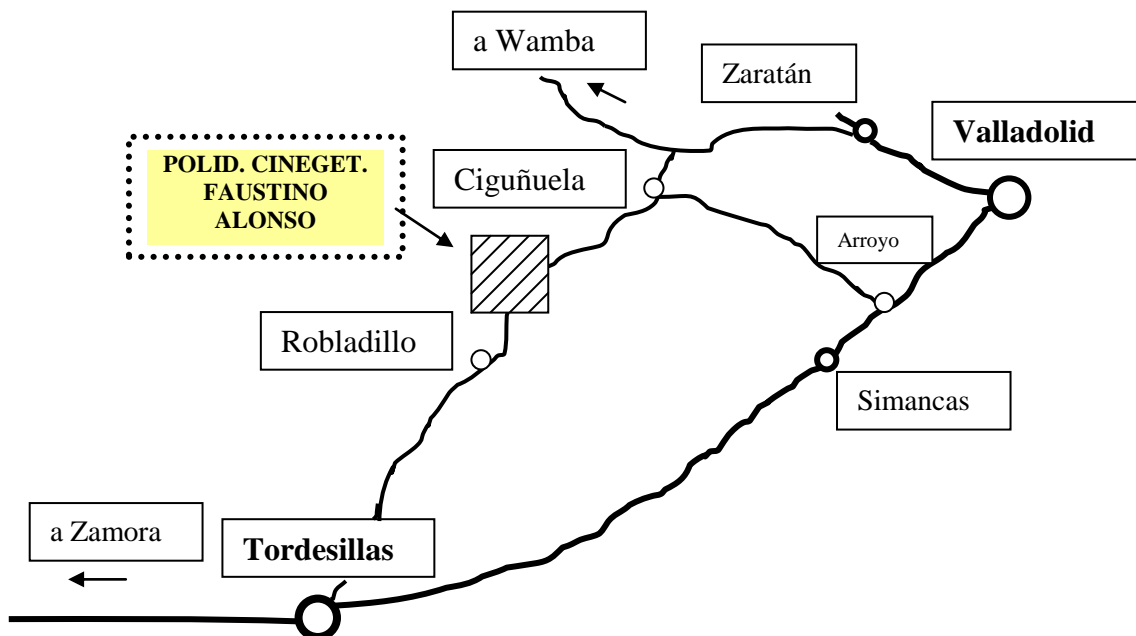 a Wamba
Zaratán
Valladolid
POLID. CINEGET.
FAUSTINO
ALONSO
Ciguñuela
Arroyo
Robladillo
Simancas
a Zamora
Tordesillas